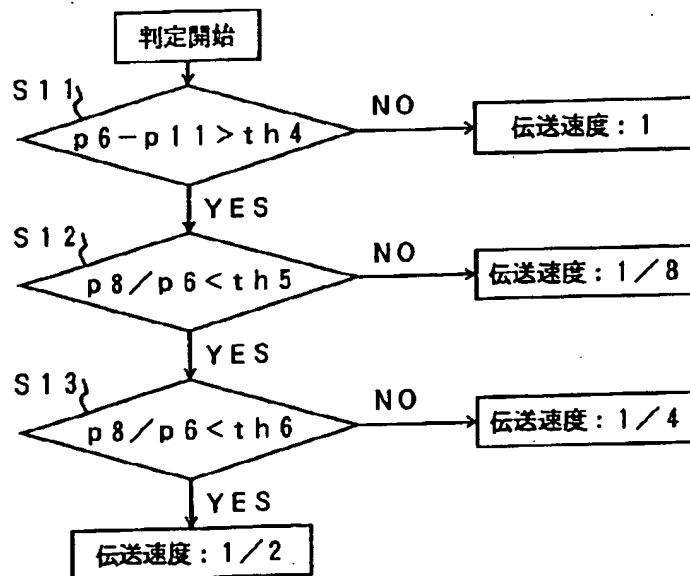 判定開始
S11
p6-p11>th4
NO
伝送速度:1
YES
S12
p8/p6<th5
NO
伝送速度:1/8
YES
S13
p8/p6<th6
NO
伝送速度:1/4
YES
伝送速度:1/2